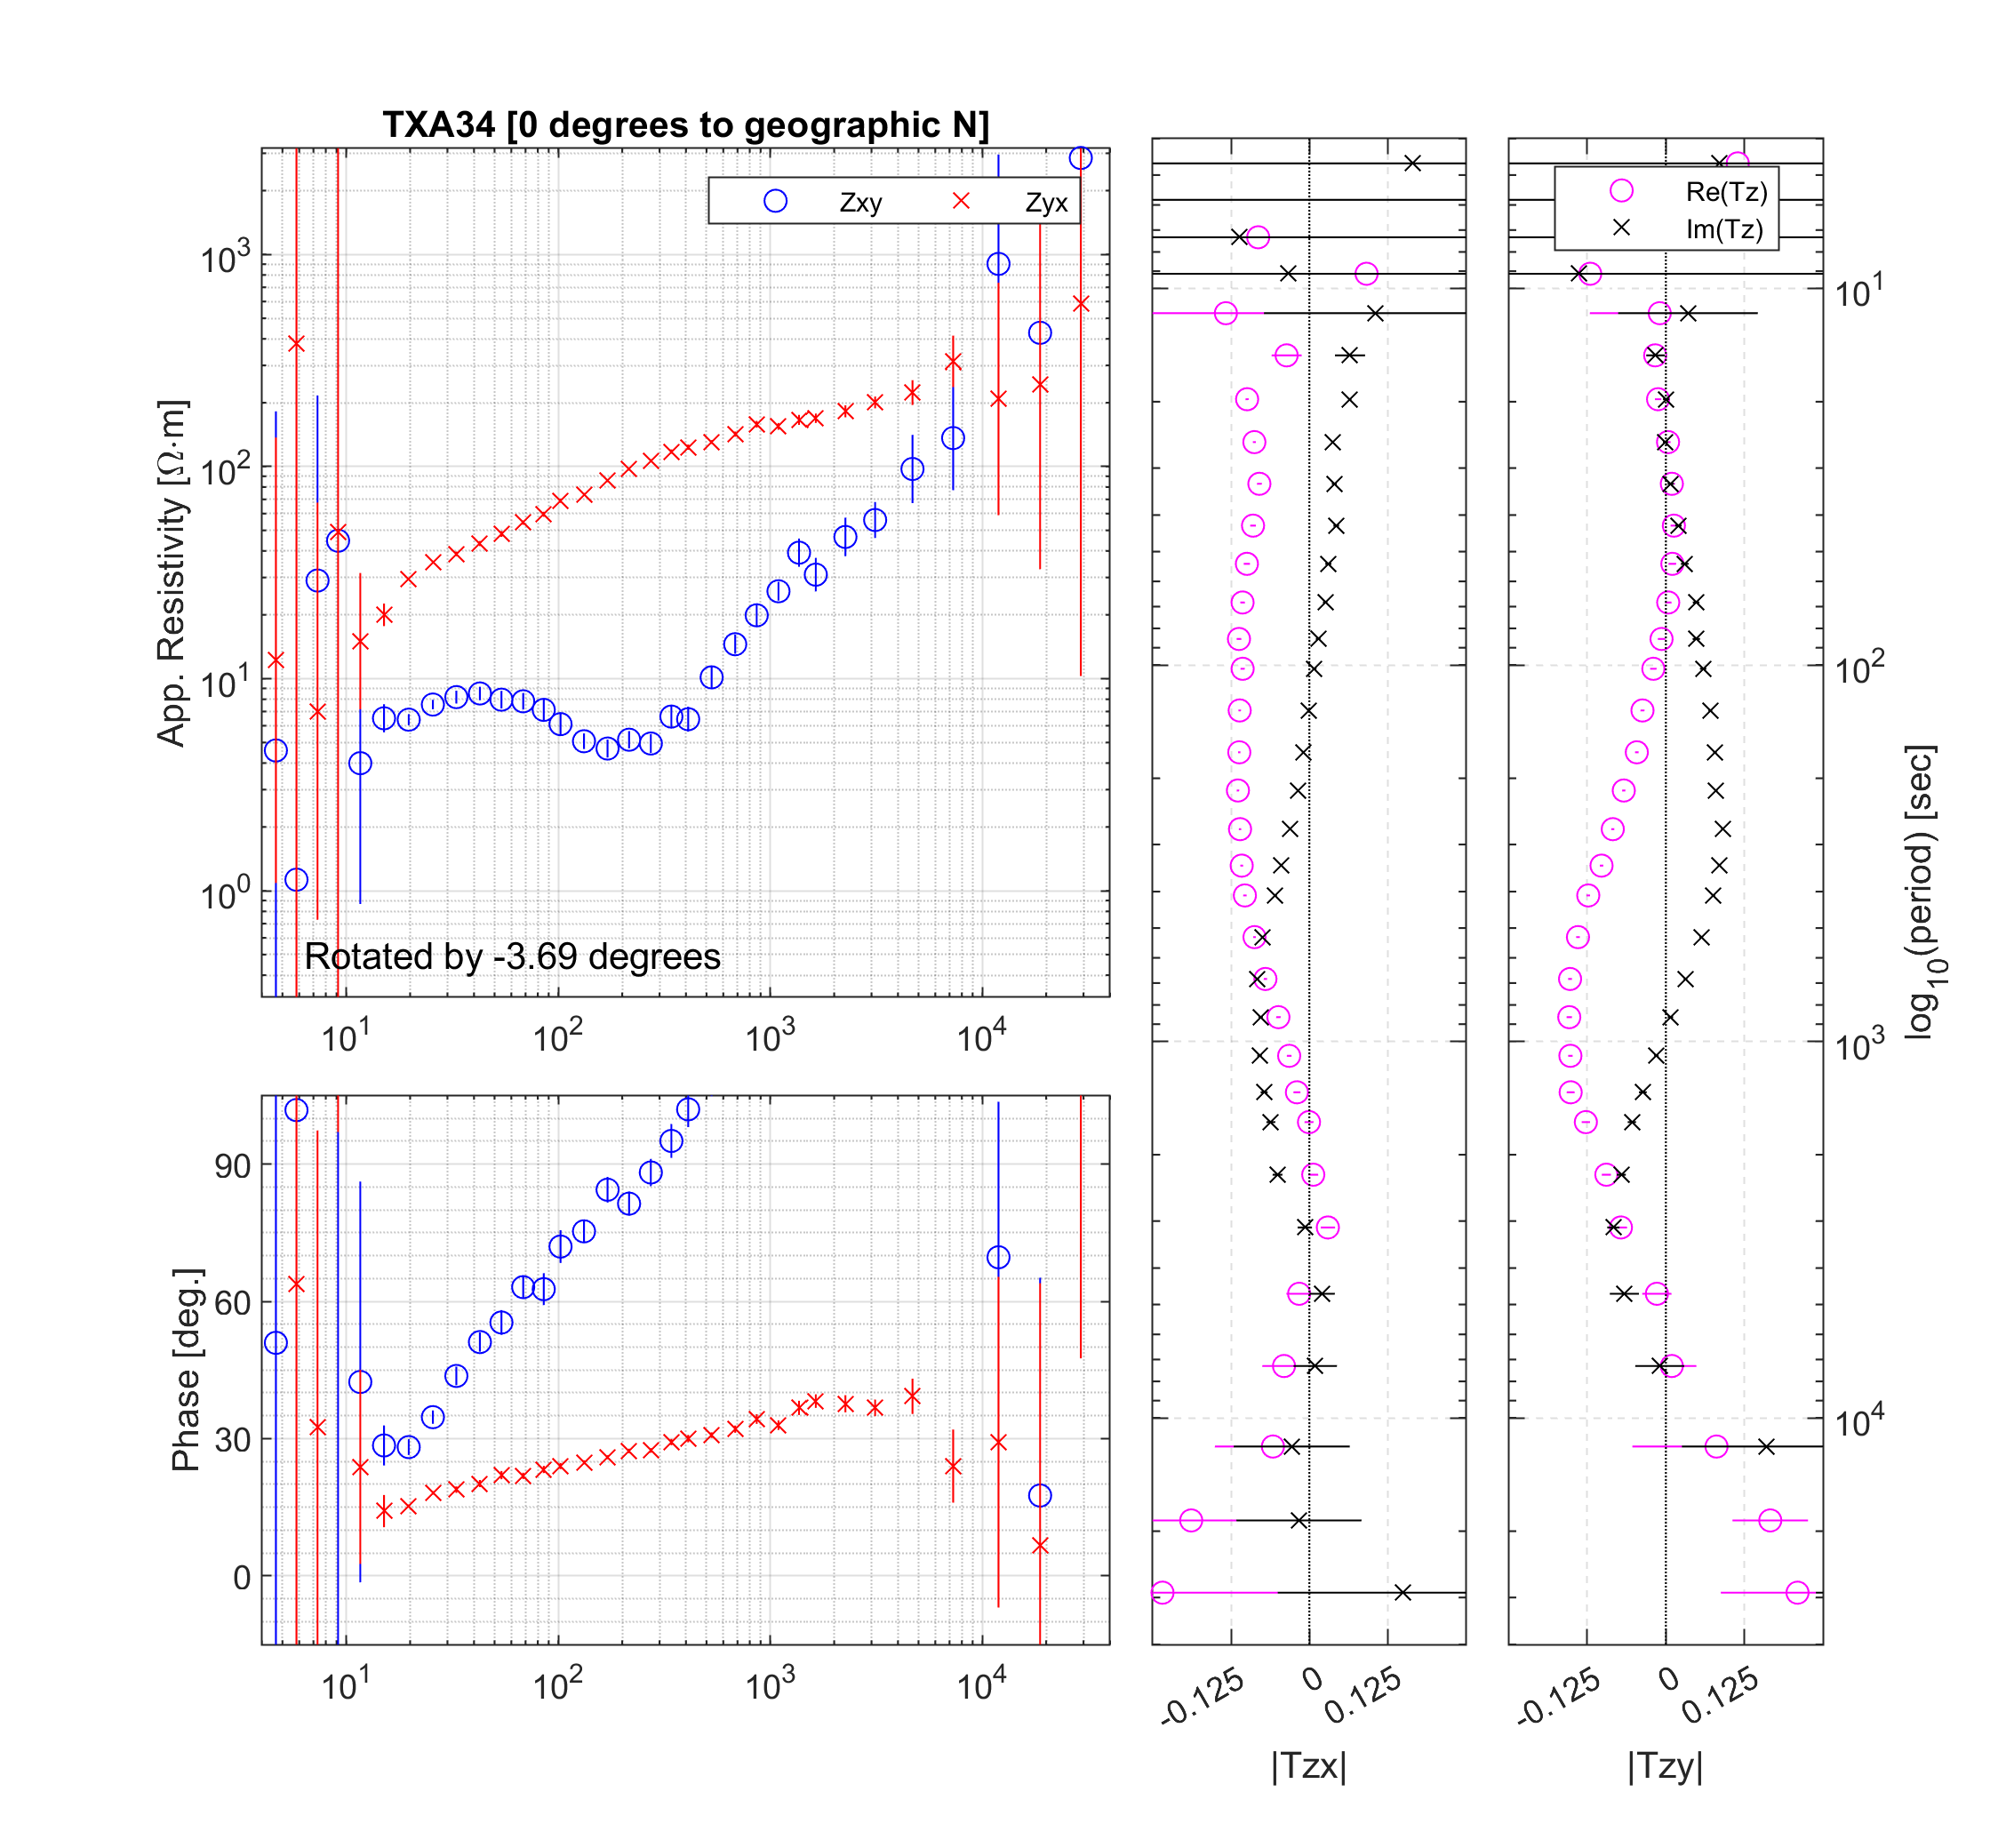 TXA34 [0 degrees to geographic N]
Zxy Zyx
10^3
10^2
10^1
10^0
App. Resistivity [Ω·m]
Rotated by -3.69 degrees
10^1 10^2 10^3 10^4
90
60
30
0
Phase [deg.]
10^1 10^2 10^3 10^4
-0.125 0 0.125
|Tzx|
Re(Tz)
Im(Tz)
-0.125 0 0.125
|Tzy|
10^1
10^2
10^3
10^4
log_10(period) [sec]